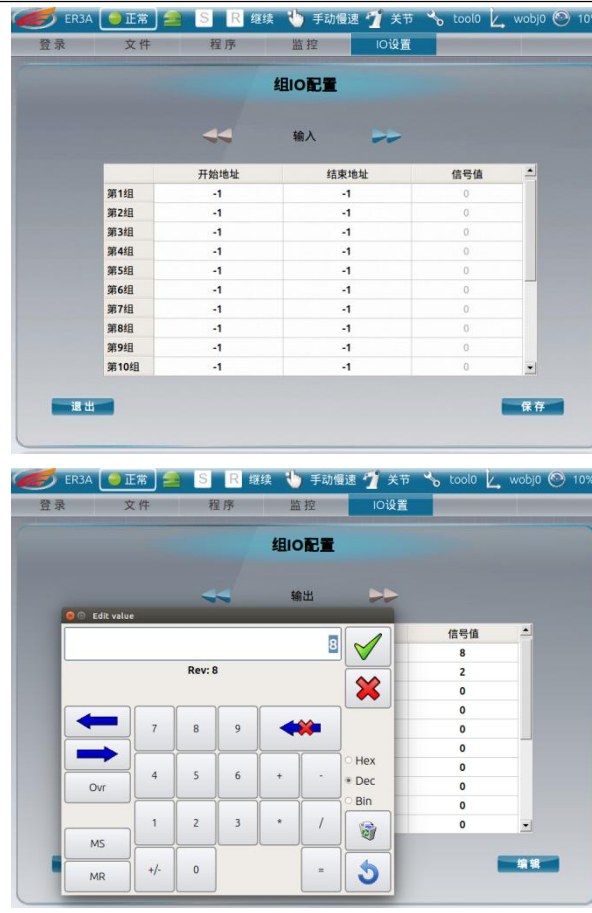 ER3A 正常 S R 继续 手动慢速 关节 tool0 wobj0 10%
登录 文件 程序 监控 IO设置
组IO配置
输入
开始地址 结束地址 信号值
第1组 -1 -1 0
第2组 -1 -1 0
第3组 -1 -1 0
第4组 -1 -1 0
第5组 -1 -1 0
第6组 -1 -1 0
第7组 -1 -1 0
第8组 -1 -1 0
第9组 -1 -1 0
第10组 -1 -1 0
退出 保存
ER3A 正常 S R 继续 手动慢速 关节 tool0 wobj0 10%
登录 文件 程序 监控 IO设置
组IO配置
输出
Edit value
信号值
8 8
Rev: 8 2
0
0
7 8 9 0
Hex 0
4 5 6 + - Dec 0
Ovr 0
Bin 0
1 2 3 * / 0
MS 编辑
MR +/- 0 =